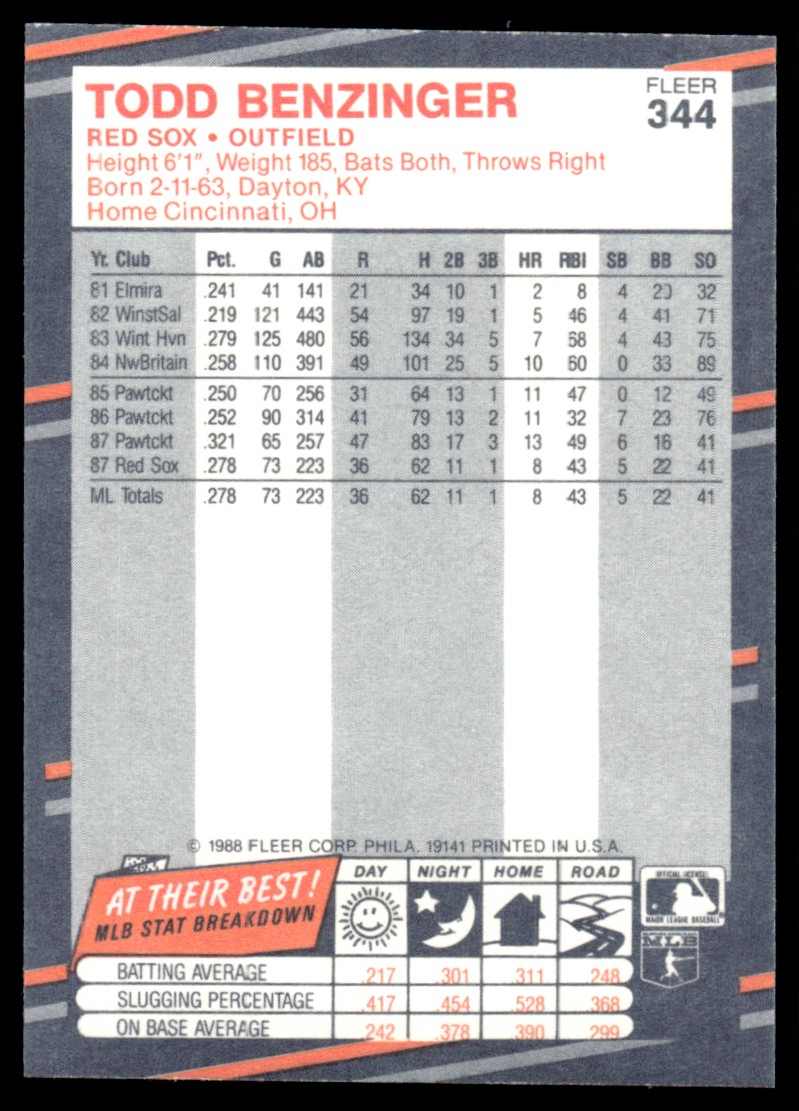 TODD BENZINGER
FLEER
344
RED SOX • OUTFIELD
Height 6'1", Weight 185, Bats Both, Throws Right
Born 2-11-63, Dayton, KY
Home Cincinnati, OH
Yr. Club Pct. G AB R H 2B 3B HR RBI SB BB SO
81 Elmira .241 41 141 21 34 10 1 2 8 4 20 32
82 WinstSal .219 121 443 54 97 19 1 5 46 4 41 71
83 Wint Hvn .279 125 480 56 134 34 5 7 68 4 43 75
84 NwBritain .258 110 391 49 101 25 5 10 60 0 33 89
85 Pawtckt .250 70 256 31 64 13 1 11 47 0 12 49
86 Pawtckt .252 90 314 41 79 13 2 11 32 7 23 76
87 Pawtckt .321 65 257 47 83 17 3 13 49 6 16 41
87 Red Sox .278 73 223 36 62 11 1 8 43 5 22 41
ML Totals .278 73 223 36 62 11 1 8 43 5 22 41
© 1988 FLEER CORP. PHILA. 19141 PRINTED IN U.S.A.
AT THEIR BEST!
MLB STAT BREAKDOWN
DAY NIGHT HOME ROAD
BATTING AVERAGE .217 .301 .311 .248
SLUGGING PERCENTAGE .417 .454 .528 .368
ON BASE AVERAGE .242 .378 .390 .299
OFFICIAL LICENSEE
MAJOR LEAGUE BASEBALL
MLB